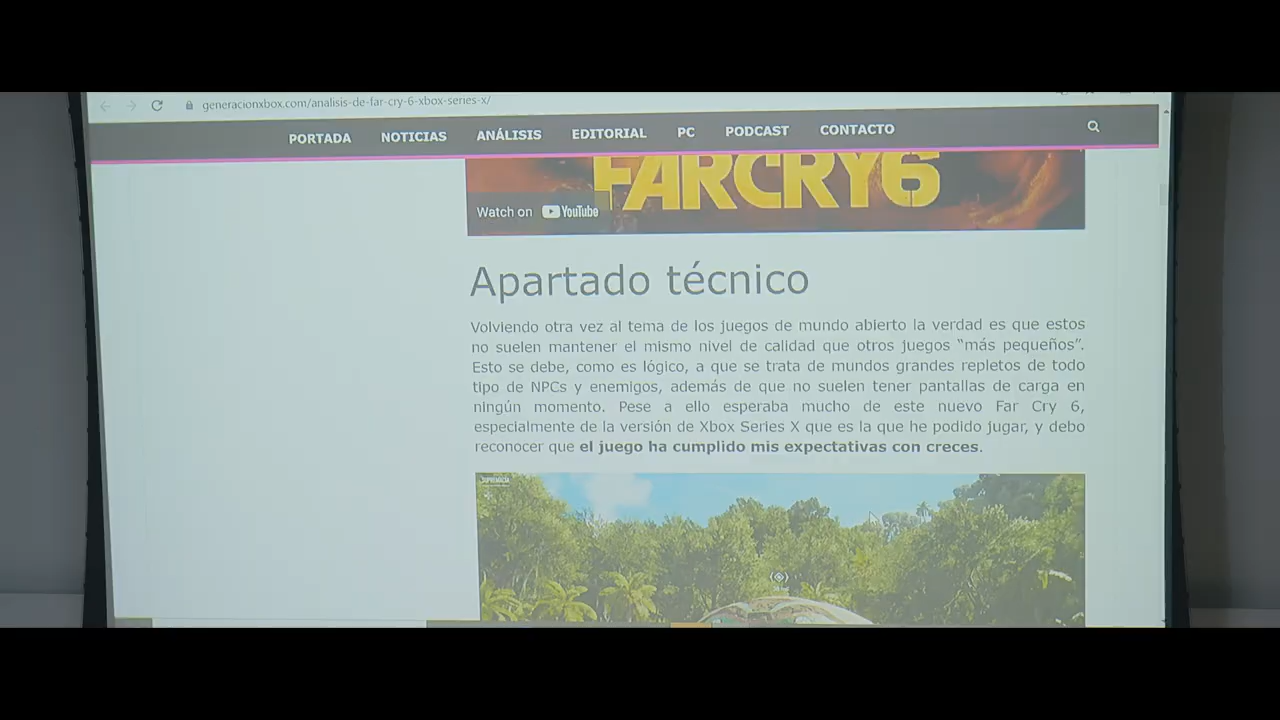 generacionxbox.com/analisis-de-far-cry-6-xbox-series-x/
PORTADA NOTICIAS ANÁLISIS EDITORIAL PC PODCAST CONTACTO
FARCRY6
Watch on YouTube
Apartado técnico
Volviendo otra vez al tema de los juegos de mundo abierto la verdad es que estos
no suelen mantener el mismo nivel de calidad que otros juegos “más pequeños”.
Esto se debe, como es lógico, a que se trata de mundos grandes repletos de todo
tipo de NPCs y enemigos, además de que no suelen tener pantallas de carga en
ningún momento. Pese a ello esperaba mucho de este nuevo Far Cry 6,
especialmente de la versión de Xbox Series X que es la que he podido jugar, y debo
reconocer que el juego ha cumplido mis expectativas con creces.